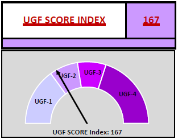 UGF SCORE INDEX 167
UGF-1
UGF-2
UGF-3
UGF-4
UGF SCORE Index: 167